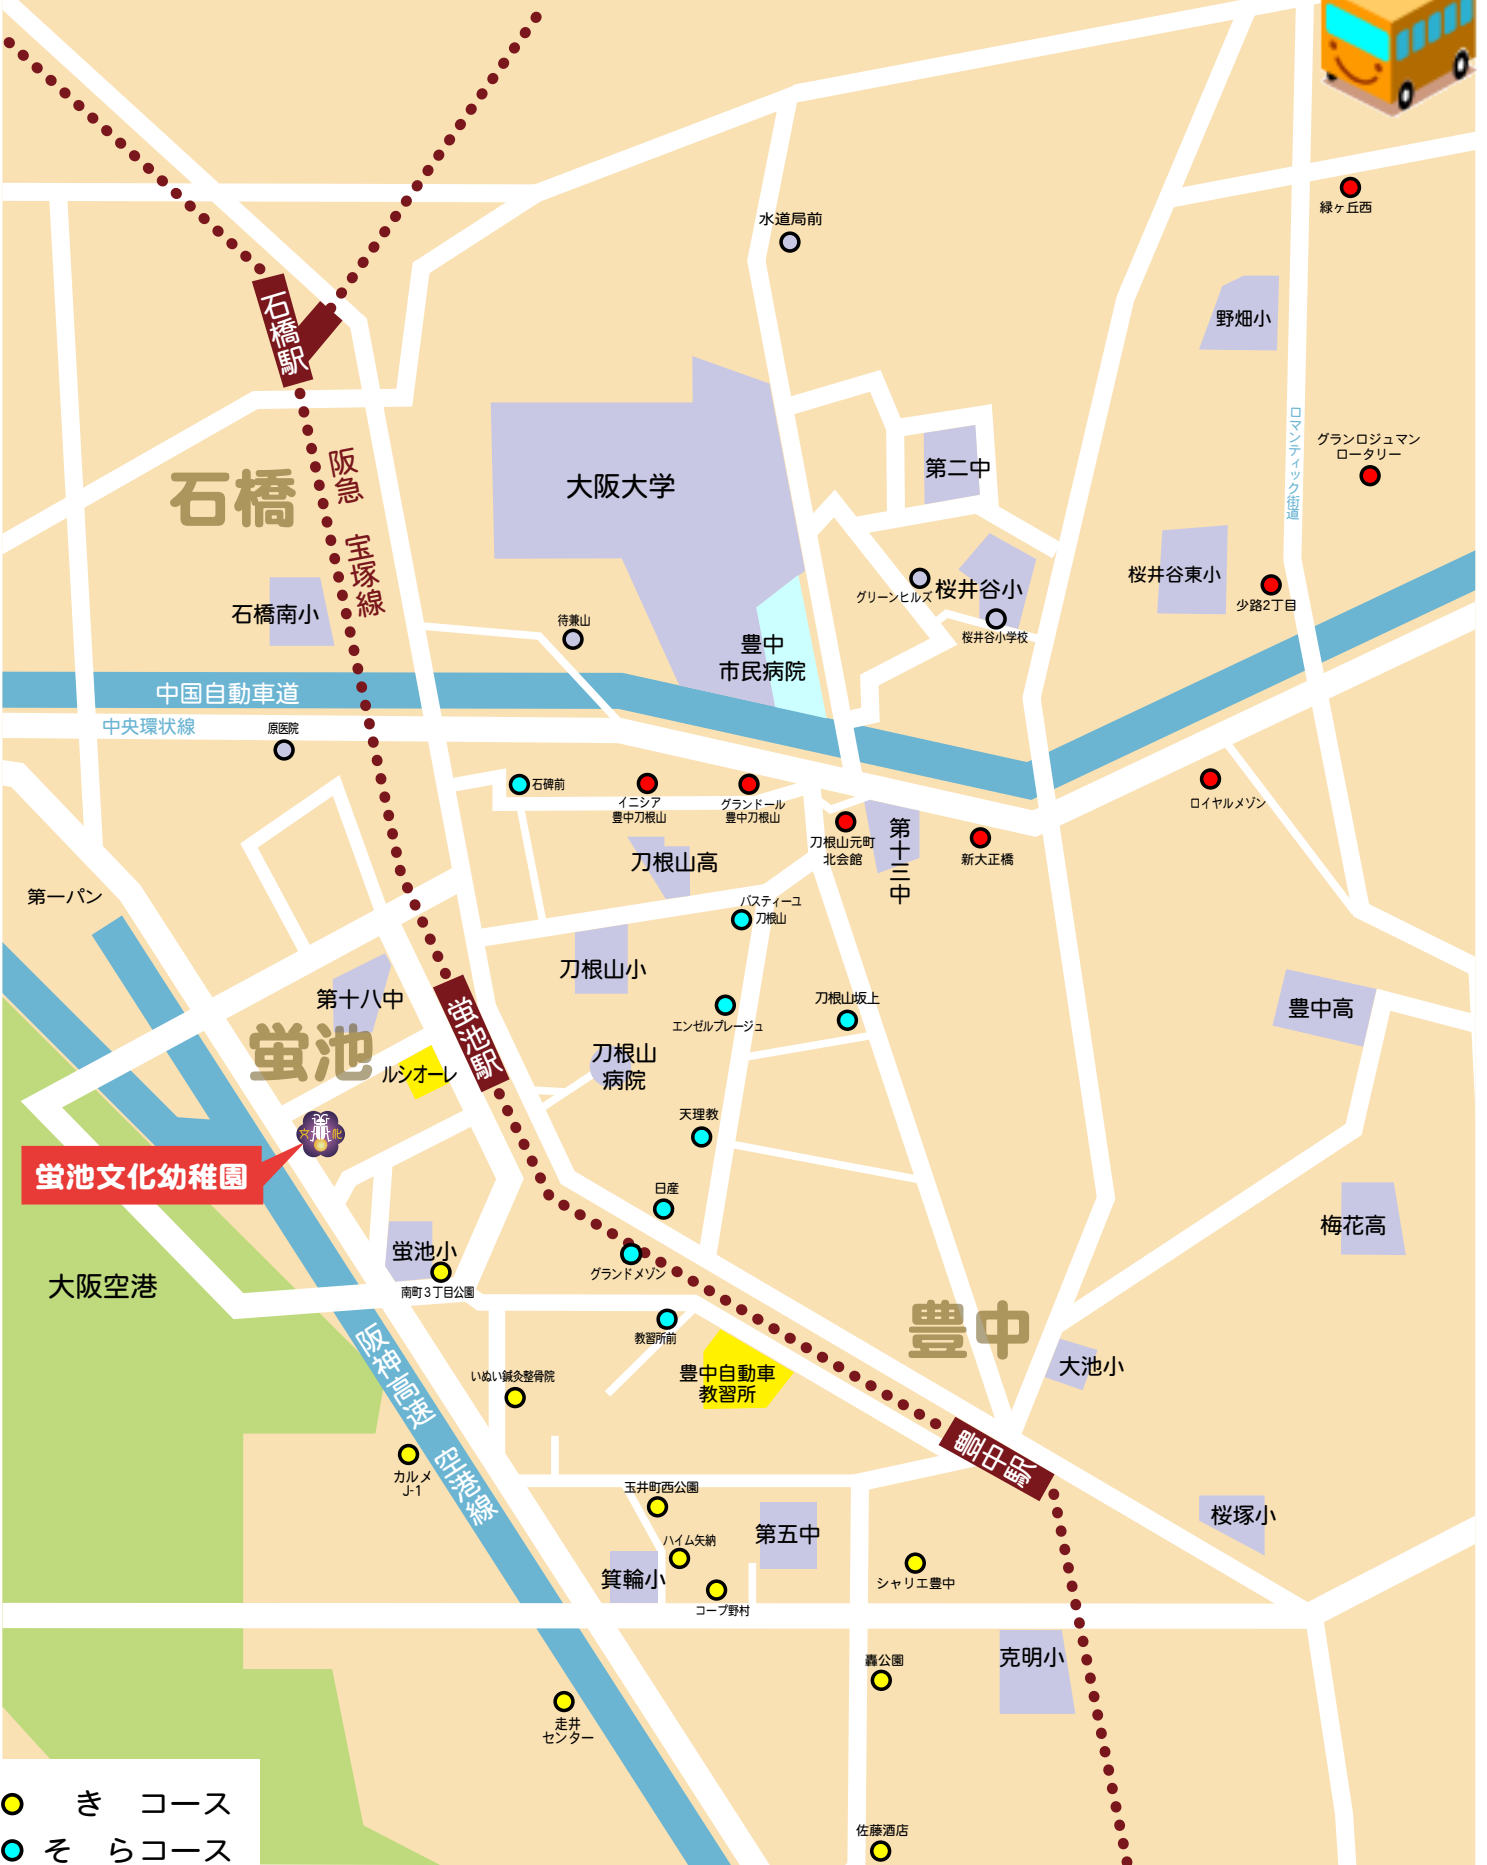 水道局前
緑ヶ丘西
石橋駅
野畑小
ロマンティック街道
グランロジュマン
ロータリー
阪急 宝塚線
石橋
大阪大学
第二中
桜井谷東小
グリーンヒルズ
桜井谷小
少路2丁目
石橋南小
待兼山
桜井谷小学校
豊中
市民病院
中国自動車道
中央環状線
原医院
石碑前
イニシア
豊中刀根山
グランドール
豊中刀根山
ロイヤルメゾン
刀根山元町
北会館
第十三中
新大正橋
刀根山高
第一パン
パスティーユ
刀根山
刀根山小
第十八中
蛍池駅
エンゼルプレージュ
刀根山坂上
豊中高
蛍池
ルシオーレ
刀根山
病院
天理教
文化
蛍池文化幼稚園
日産
梅花高
蛍池小
グランドメゾン
大阪空港
南町3丁目公園
豊中
教習所前
阪神高速 空港線
豊中自動車
教習所
大池小
いぬい鍼灸整骨院
豊中駅
カルメ
J-1
玉井町西公園
桜塚小
ハイム矢納
第五中
箕輪小
シャリエ豊中
コープ野村
轟公園
克明小
走井
センター
き コース
そ らコース
佐藤酒店